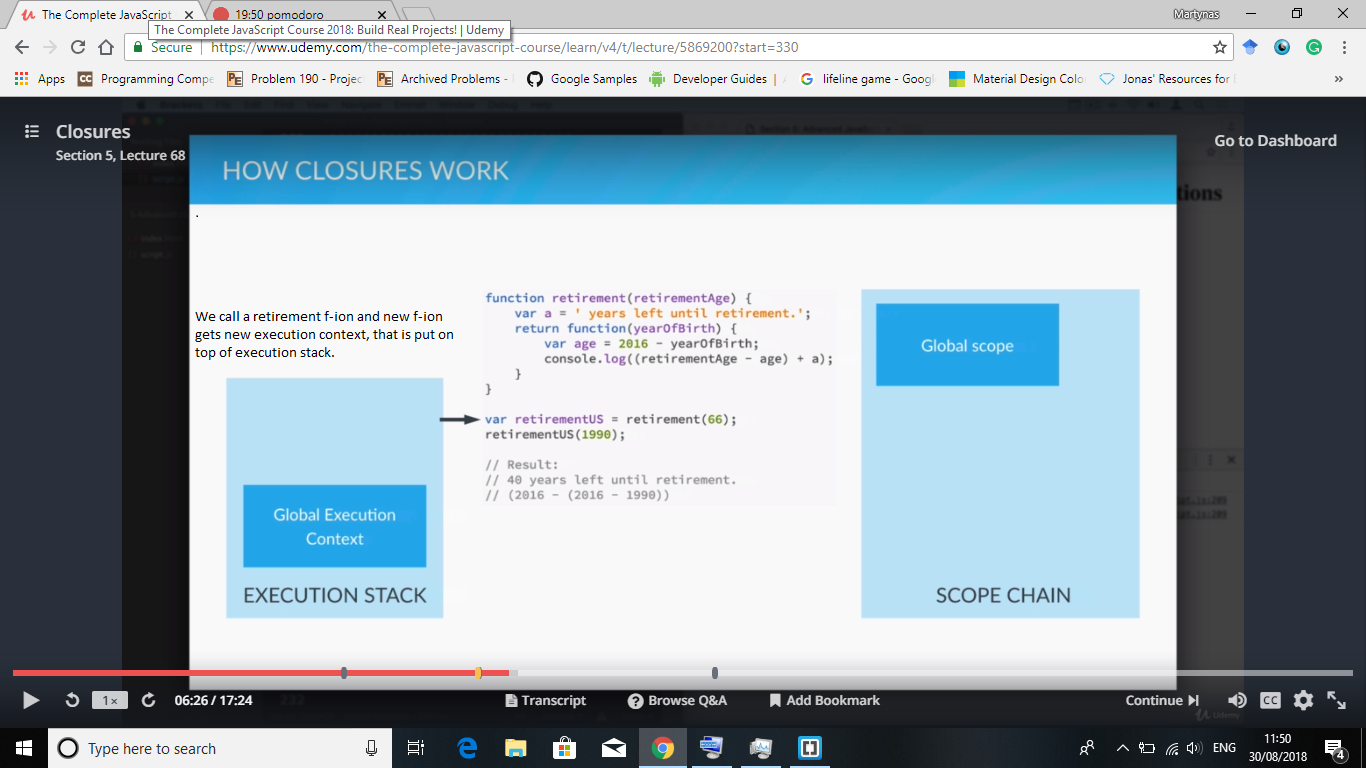 The Complete JavaScript
19:50 pomodoro
Martynas
The Complete JavaScript Course 2018: Build Real Projects! | Udemy
Secure
https://www.udemy.com/the-complete-javascript-course/learn/v4/t/lecture/5869200?start=330
Apps
CC
Programming Compe
PE
Problem 190 - Projec
PE
Archived Problems -
Google Samples
Developer Guides |
lifeline game - Googl
Material Design Colo
Jonas' Resources for
»
Closures
Section 5, Lecture 68
Go to Dashboard
HOW CLOSURES WORK
.
tions
We call a retirement f-ion and new f-ion
gets new execution context, that is put on
top of execution stack.
function retirement(retirementAge) {
var a = ' years left until retirement.';
return function(yearOfBirth) {
var age = 2016 - yearOfBirth;
console.log((retirementAge - age) + a);
}
}
var retirementUS = retirement(66);
retirementUS(1990);
// Result:
// 40 years left until retirement.
// (2016 - (2016 - 1990))
Global Execution
Context
EXECUTION STACK
Global scope
SCOPE CHAIN
1×
06:26 / 17:24
Transcript
Browse Q&A
Add Bookmark
Continue
CC
Udemy
Type here to search
ENG
11:50
30/08/2018
4